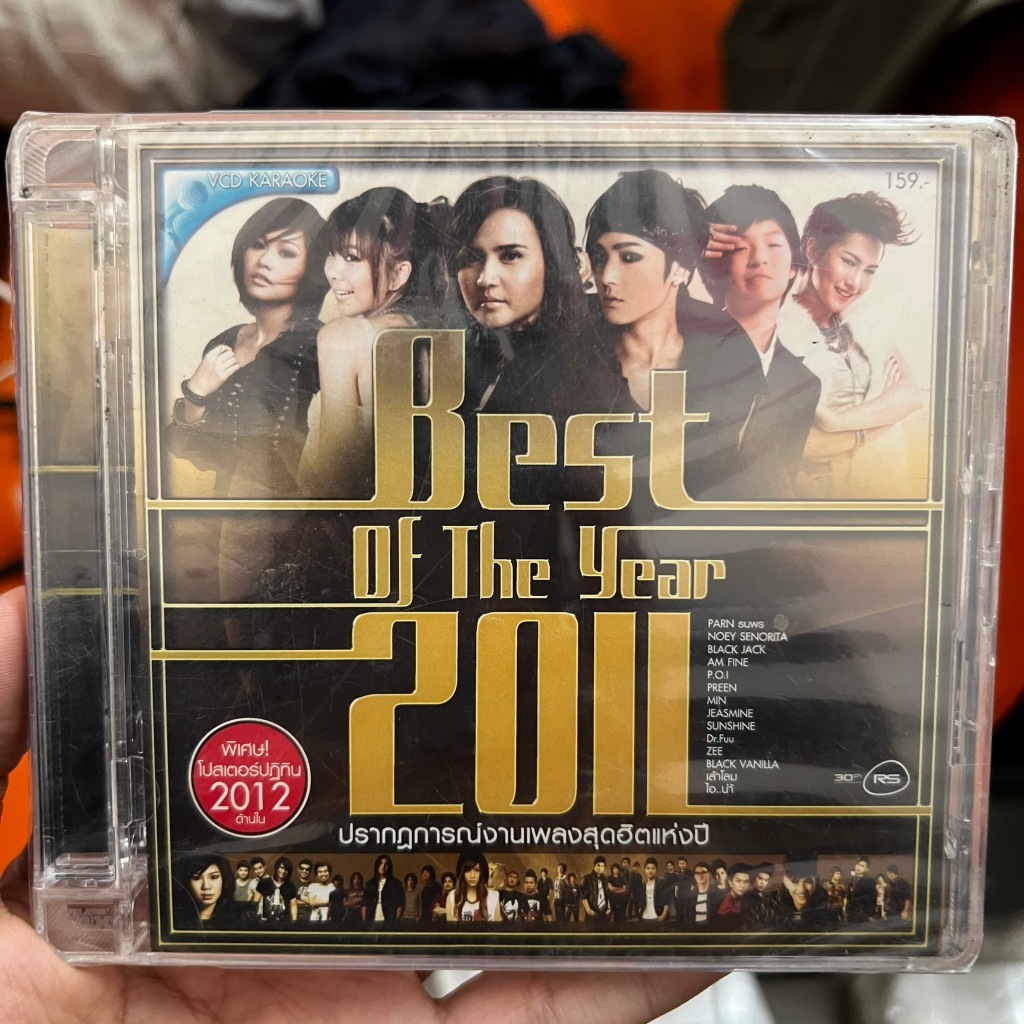 VCD KARAOKE
159.-
Best
Of The Year
2011
PARN ธนพร
NOEY SENORITA
BLACK JACK
AM FINE
P.O.I
PREEN
MIN
JEASMINE
SUNSHINE
Dr.Fuu
ZEE
BLACK VANILLA
เล้าโลม
ไอ..น้ำ
30th
RS
พิเศษ!
โปสเตอร์ปฏิทิน
2012
ด้านใน
ปรากฏการณ์งานเพลงสุดฮิตแห่งปี